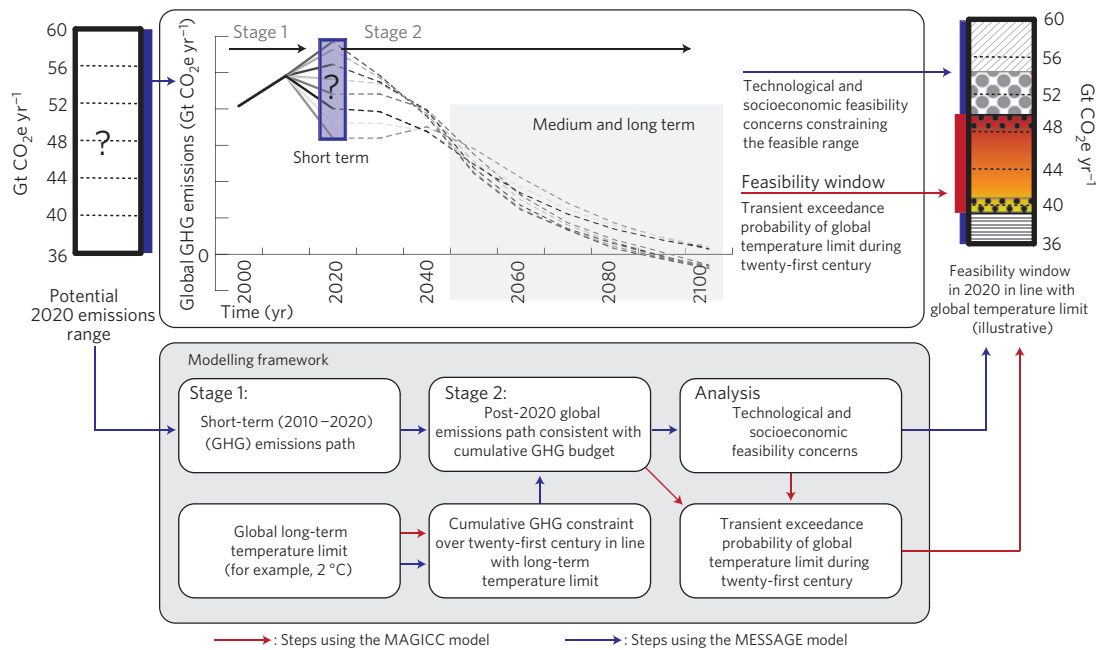 60
56
52
48
44
40
36
Gt CO₂e yr⁻¹
?
Potential
2020 emissions
range
Global GHG emissions (Gt CO₂e yr⁻¹)
0
Stage 1
Stage 2
?
Short term
Medium and long term
2000
2020
2040
2060
2080
2100
Time (yr)
Technological and
socioeconomic feasibility
concerns constraining
the feasible range
Feasibility window
Transient exceedance
probability of global
temperature limit during
twenty-first century
60
56
52
48
44
40
36
Gt CO₂e yr⁻¹
Feasibility window
in 2020 in line with
global temperature limit
(illustrative)
Modelling framework
Stage 1:
Short-term (2010–2020)
(GHG) emissions path
Stage 2:
Post-2020 global
emissions path consistent with
cumulative GHG budget
Analysis
Technological and
socioeconomic
feasibility concerns
Global long-term
temperature limit
(for example, 2 °C)
Cumulative GHG constraint
over twenty-first century in line
with long-term
temperature limit
Transient exceedance
probability of global
temperature limit during
twenty-first century
: Steps using the MAGICC model
: Steps using the MESSAGE model